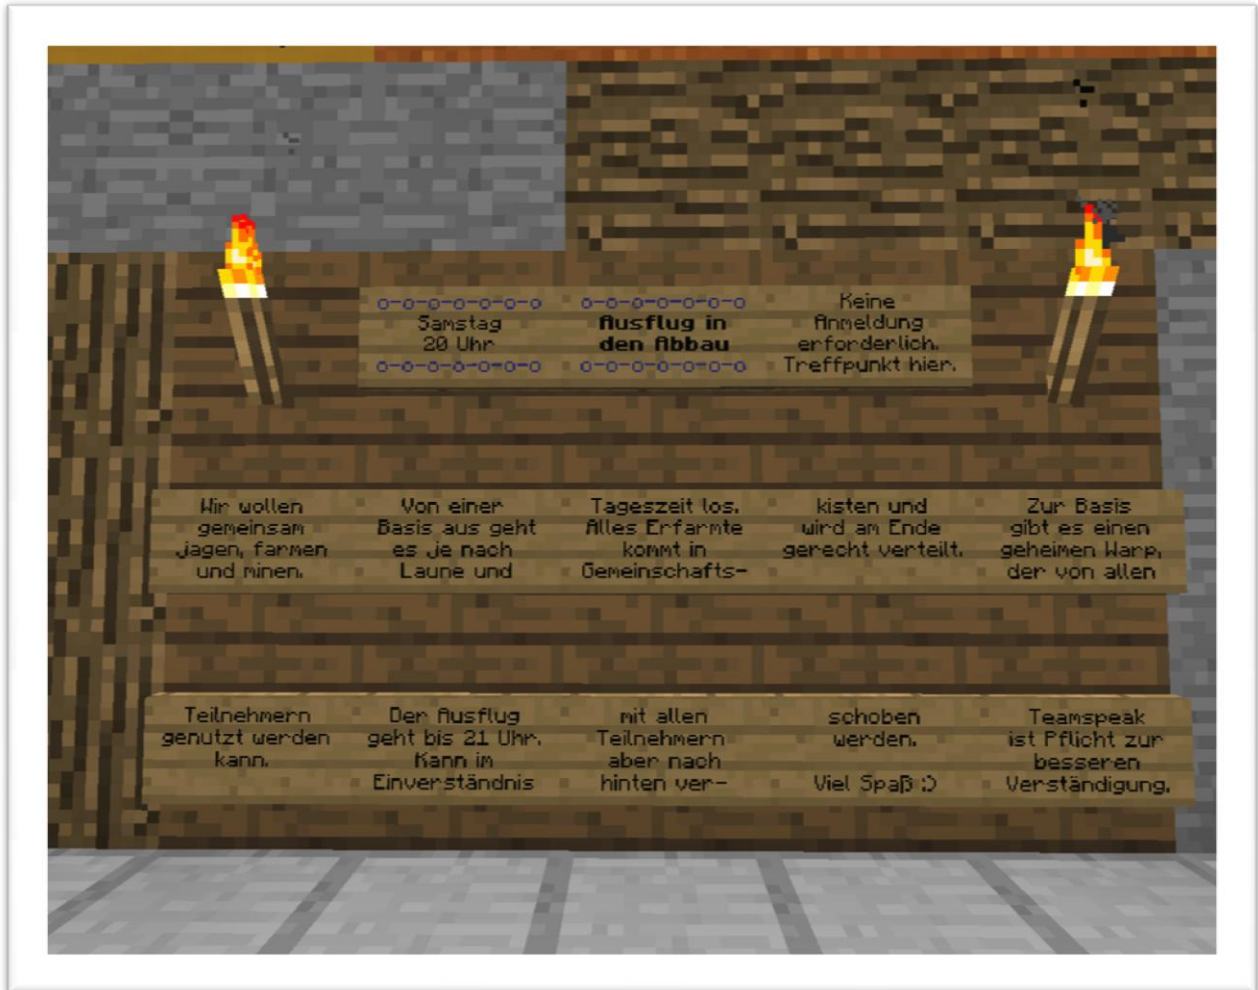 o-o-o-o-o-o-o-o
Samstag
20 Uhr
o-o-o-o-o-o-o-o
o-o-o-o-o-o-o-o
Ausflug in
den Abbau
o-o-o-o-o-o-o-o
Keine
Anmeldung
erforderlich.
Treffpunkt hier.
Wir wollen
gemeinsam
jagen, farmen
und minen.
Von einer
Basis aus geht
es je nach
Laune und
Tageszeit los.
Alles Erfarmte
kommt in
Gemeinschafts-
kisten und
wird am Ende
gerecht verteilt.
Zur Basis
gibt es einen
geheimen Warp,
der von allen
Teilnehmern
genutzt werden
kann.
Der Ausflug
geht bis 21 Uhr.
Kann im
Einverständnis
mit allen
Teilnehmern
aber nach
hinten ver-
schoben
werden.
Viel Spaß :)
Teamspeak
ist Pflicht zur
besseren
Verständigung.